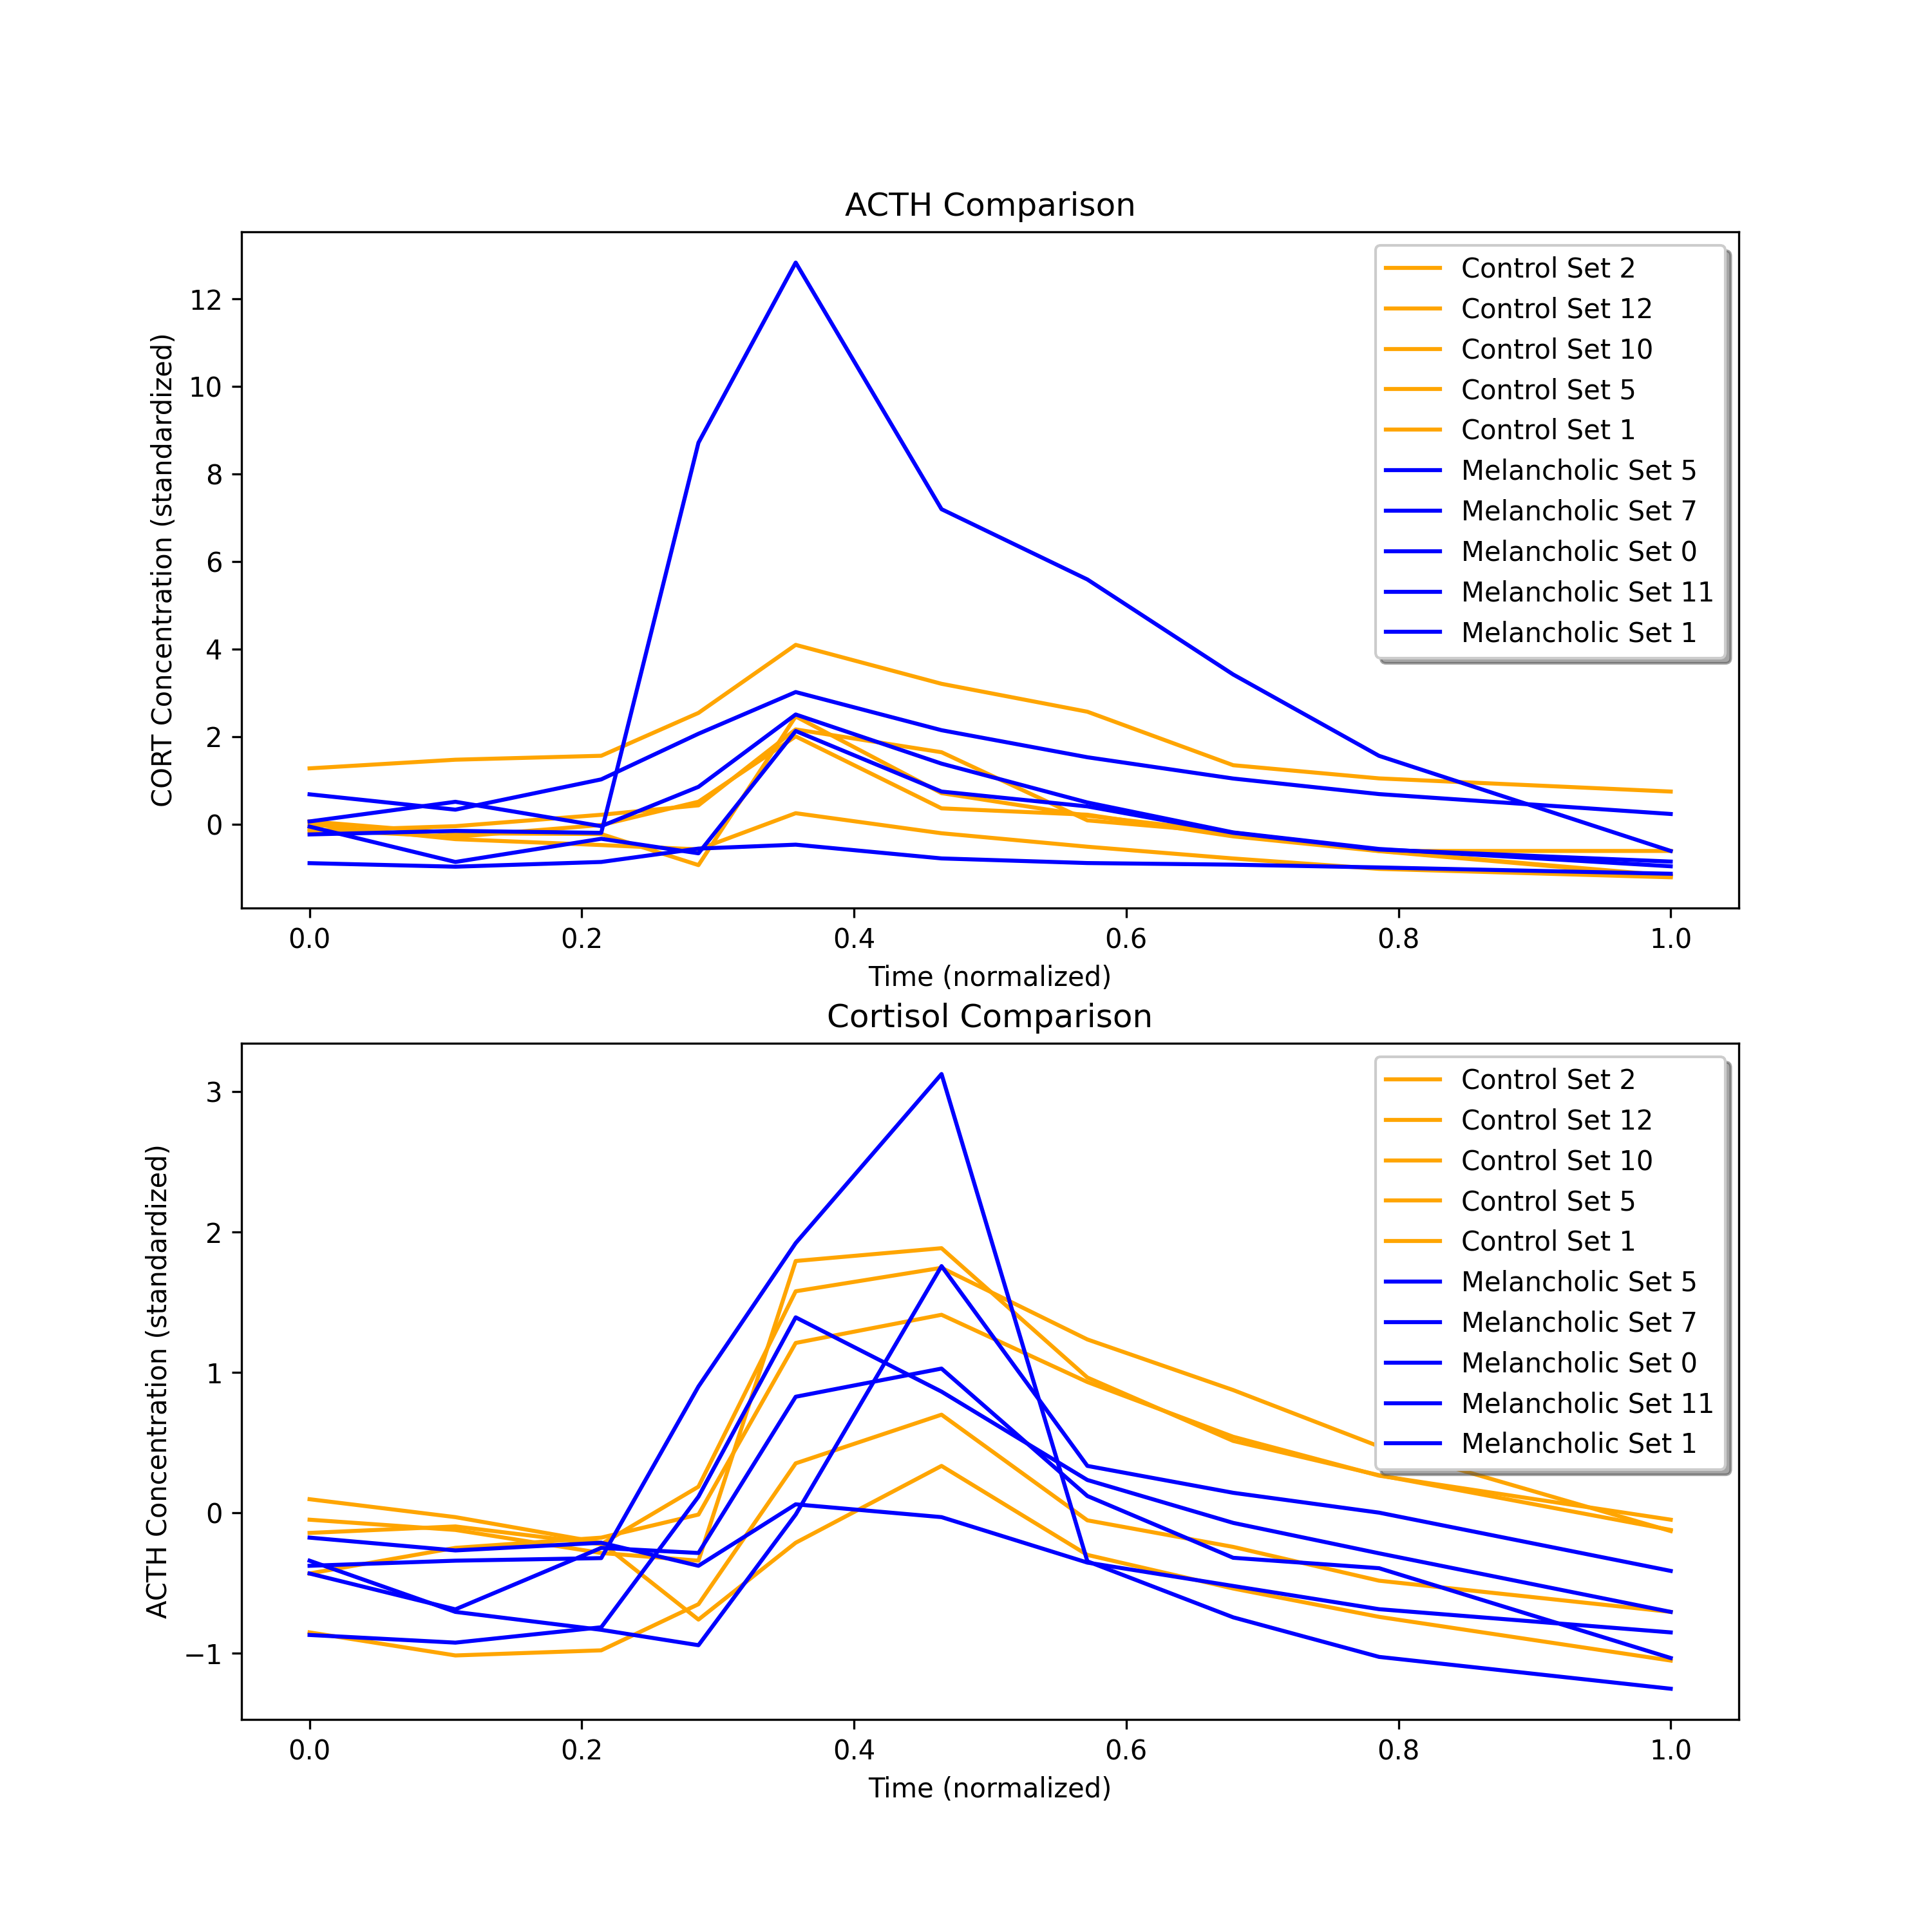 ACTH Comparison
CORT Concentration (standardized)
12
10
8
6
4
2
0
Control Set 2
Control Set 12
Control Set 10
Control Set 5
Control Set 1
Melancholic Set 5
Melancholic Set 7
Melancholic Set 0
Melancholic Set 11
Melancholic Set 1
0.0 0.2 0.4 0.6 0.8 1.0
Time (normalized)
Cortisol Comparison
ACTH Concentration (standardized)
3
2
1
0
−1
Control Set 2
Control Set 12
Control Set 10
Control Set 5
Control Set 1
Melancholic Set 5
Melancholic Set 7
Melancholic Set 0
Melancholic Set 11
Melancholic Set 1
0.0 0.2 0.4 0.6 0.8 1.0
Time (normalized)